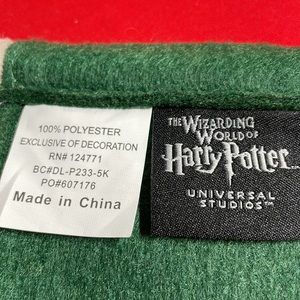 100% POLYESTER
EXCLUSIVE OF DECORATION
RN# 124771
BC#DL-P233-5K
PO#607176
Made in China
THE WIZARDING
WORLD OF
Harry Potter
UNIVERSAL
STUDIOS™